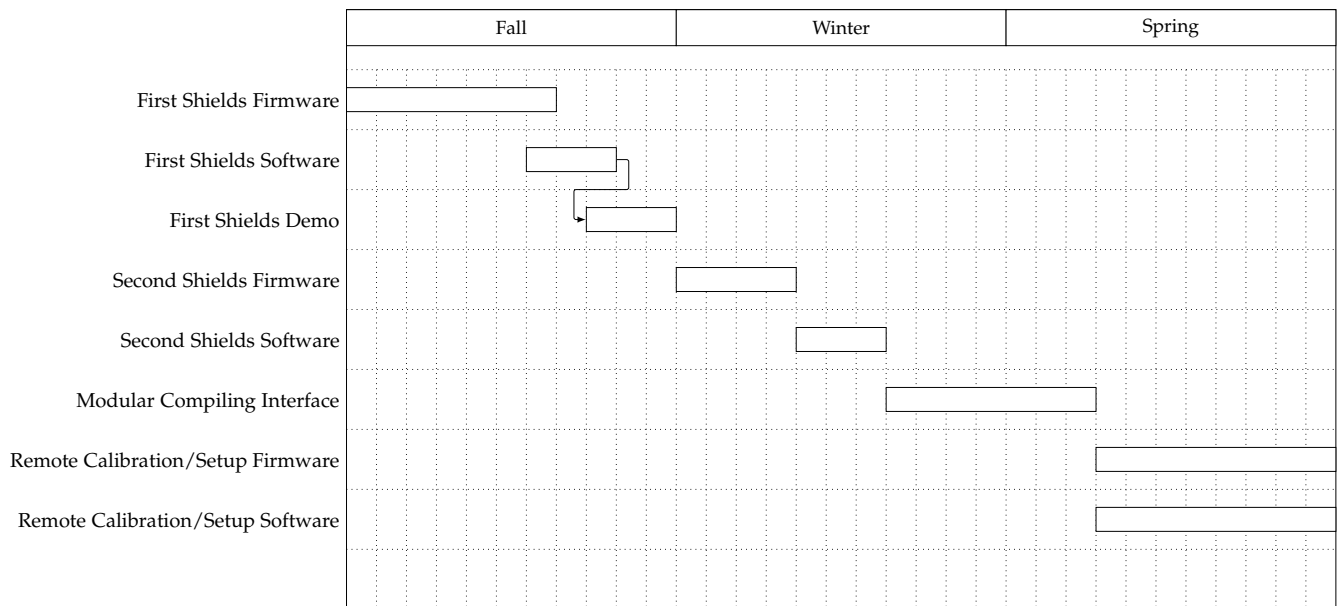 Fall Winter Spring
First Shields Firmware
First Shields Software
First Shields Demo
Second Shields Firmware
Second Shields Software
Modular Compiling Interface
Remote Calibration/Setup Firmware
Remote Calibration/Setup Software